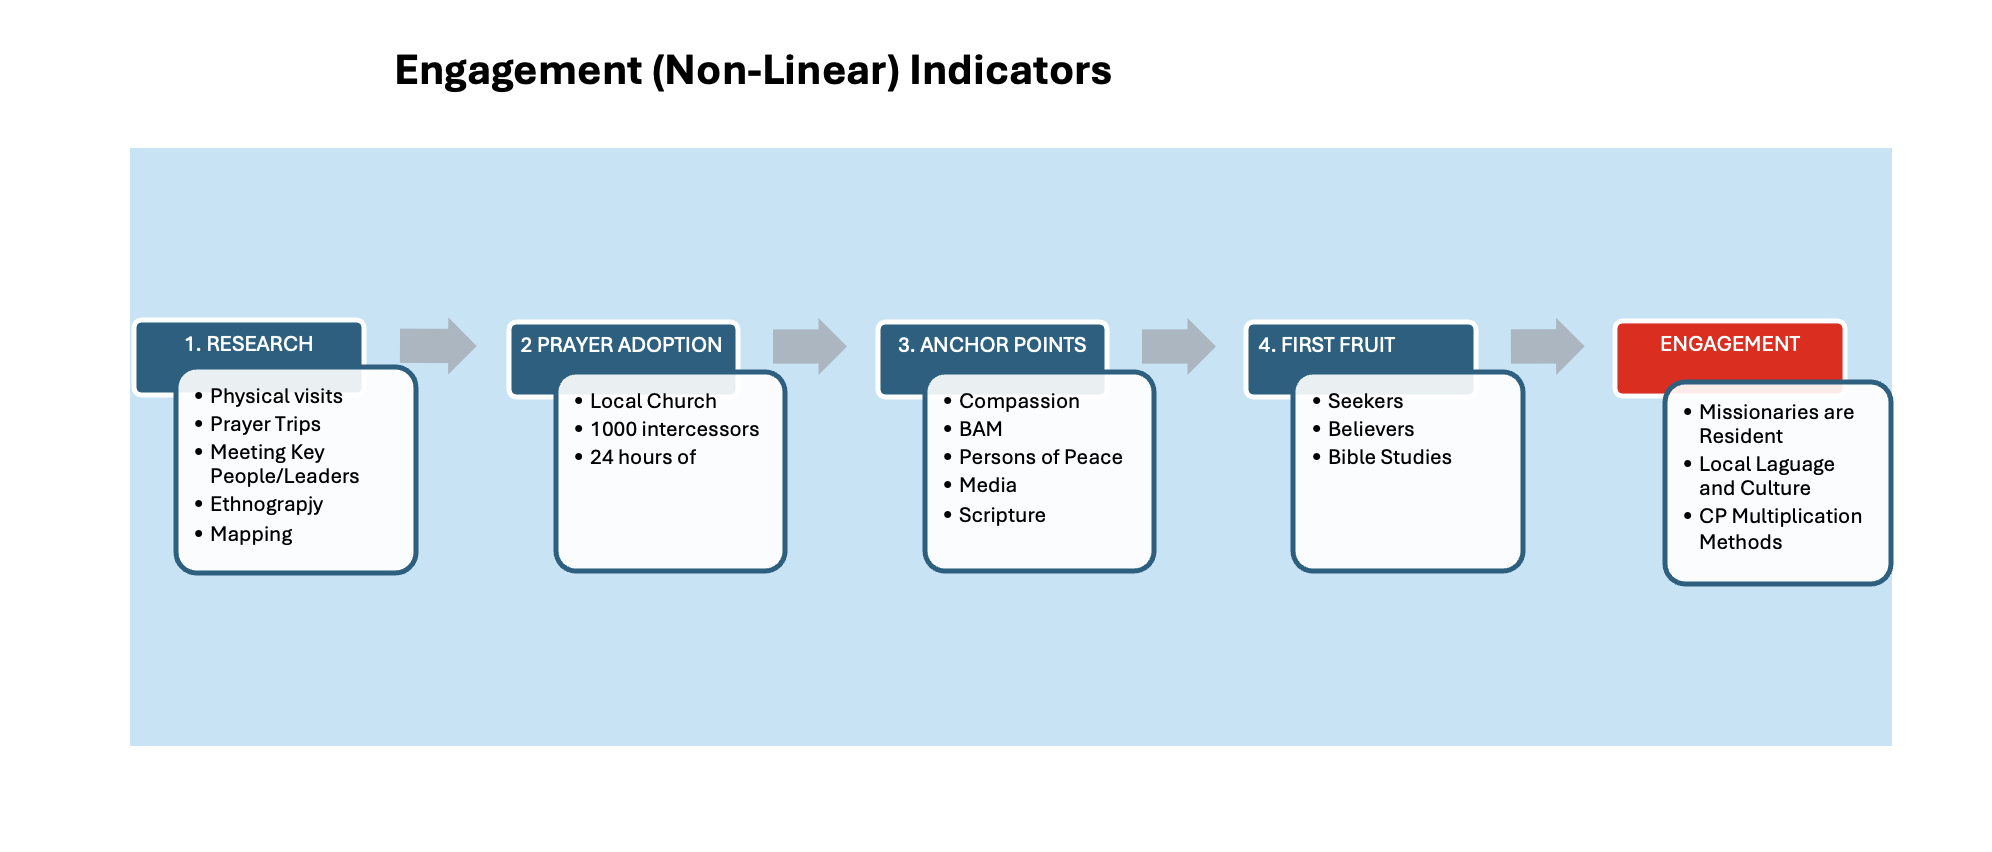 Engagement (Non-Linear) Indicators
1. RESEARCH
• Physical visits
• Prayer Trips
• Meeting Key
People/Leaders
• Ethnograpjy
• Mapping
2 PRAYER ADOPTION
• Local Church
• 1000 intercessors
• 24 hours of
3. ANCHOR POINTS
• Compassion
• BAM
• Persons of Peace
• Media
• Scripture
4. FIRST FRUIT
• Seekers
• Believers
• Bible Studies
ENGAGEMENT
• Missionaries are
Resident
• Local Laguage
and Culture
• CP Multiplication
Methods